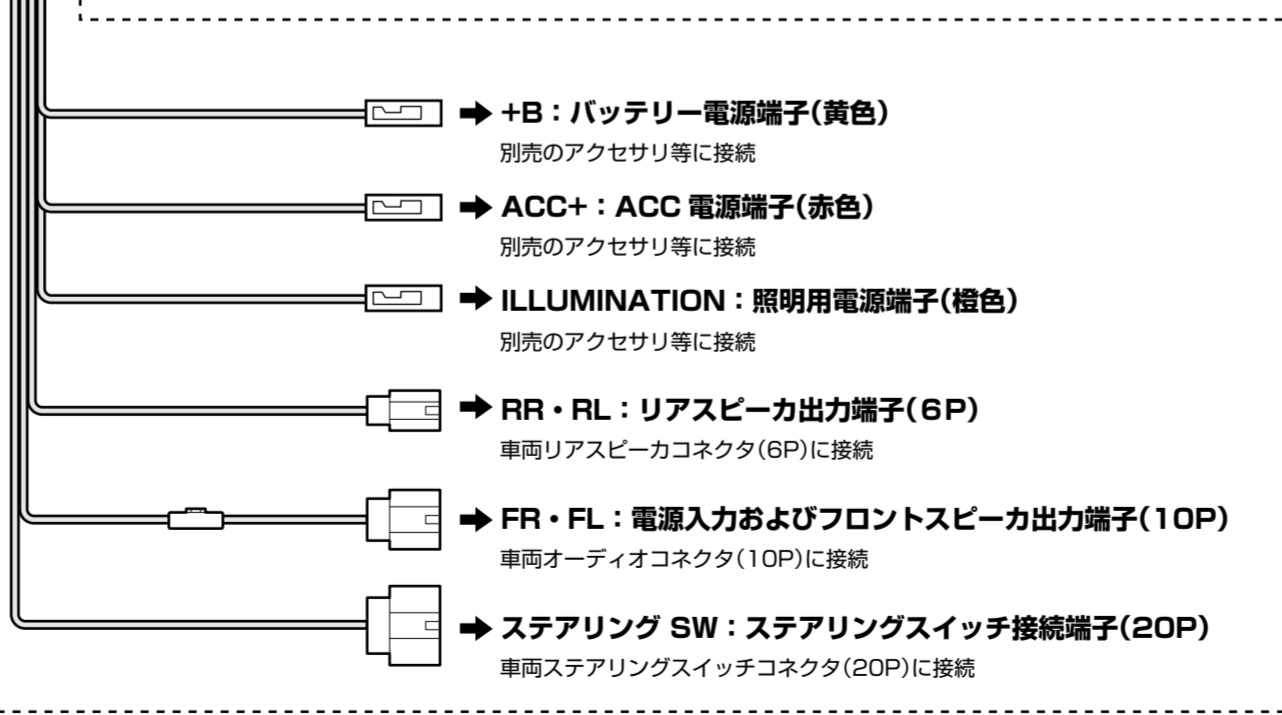 +B：バッテリー電源端子(黄色)
別売のアクセサリ等に接続
ACC+：ACC 電源端子(赤色)
別売のアクセサリ等に接続
ILLUMINATION：照明用電源端子(橙色)
別売のアクセサリ等に接続
RR・RL：リアスピーカ出力端子(6P)
車両リアスピーカコネクタ(6P)に接続
FR・FL：電源入力およびフロントスピーカ出力端子(10P)
車両オーディオコネクタ(10P)に接続
ステアリング SW：ステアリングスイッチ接続端子(20P)
車両ステアリングスイッチコネクタ(20P)に接続